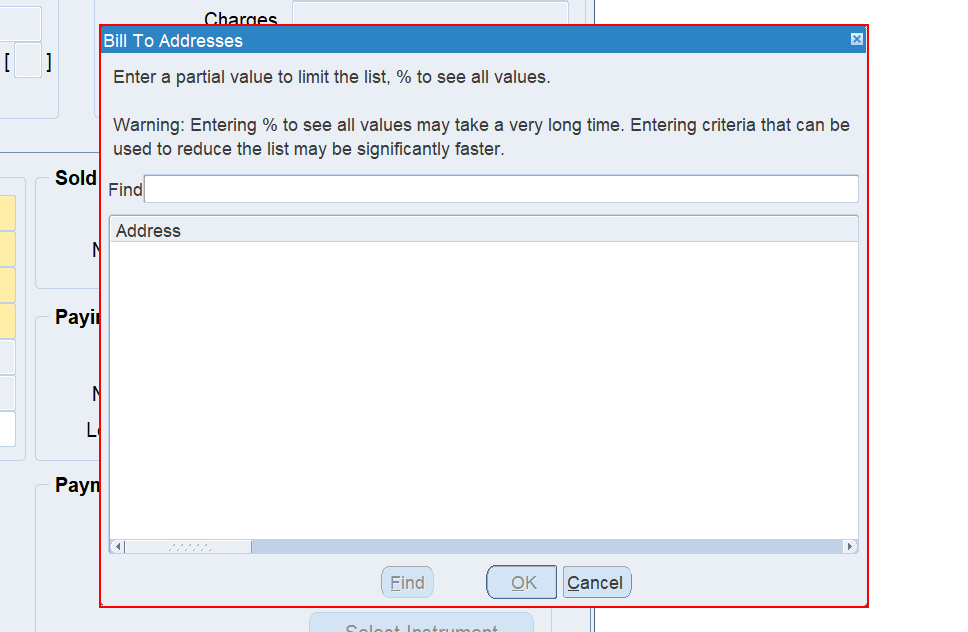 Charges
[ ]
Bill To Addresses
Enter a partial value to limit the list, % to see all values.
Warning: Entering % to see all values may take a very long time. Entering criteria that can be
used to reduce the list may be significantly faster.
Sold
Find
Address
N
Payin
N
Lo
Paym
Find
OK
Cancel
Select Instrument